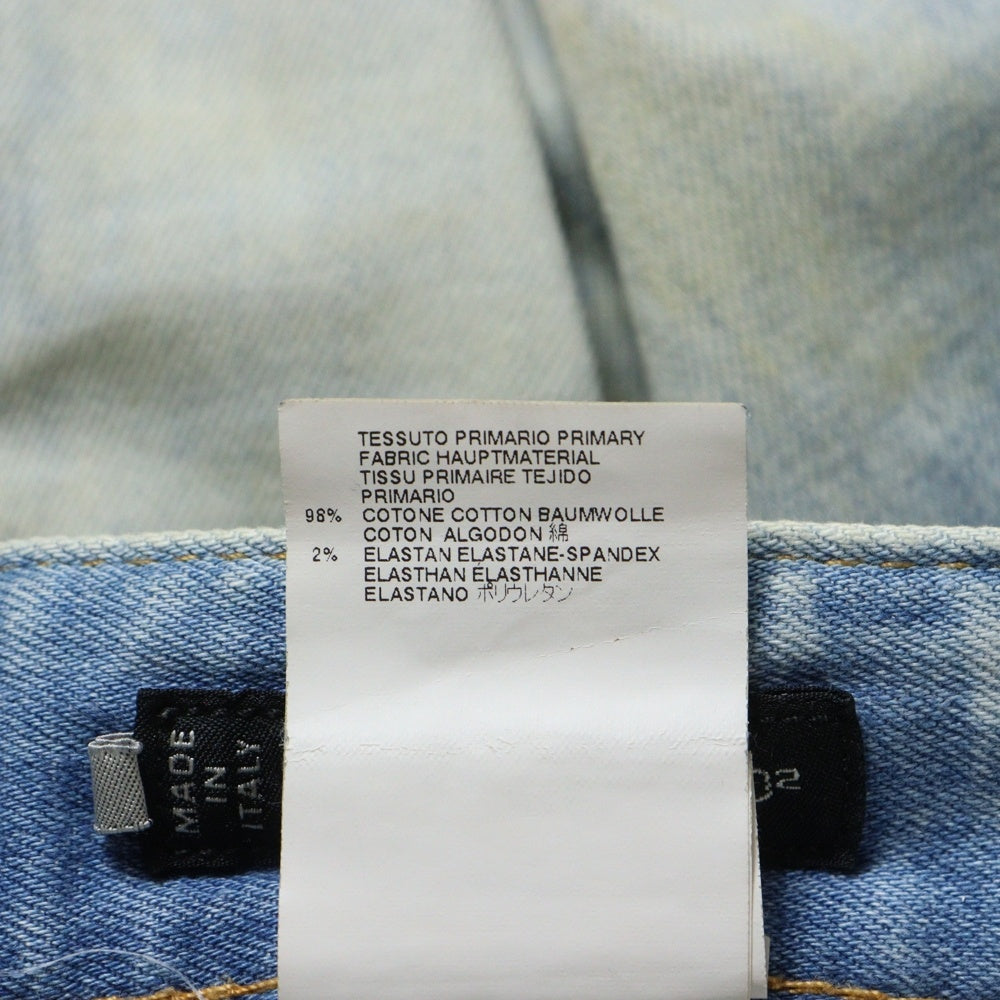 TESSUTO PRIMARIO PRIMARY
FABRIC HAUPTMATERIAL
TISSU PRIMAIRE TEJIDO
PRIMARIO
98% COTONE COTTON BAUMWOLLE
COTON ALGODON 綿
2% ELASTAN ELASTANE-SPANDEX
ELASTHAN ÉLASTHANNE
ELASTANO ポリウレタン
MADE
IN
ITALY